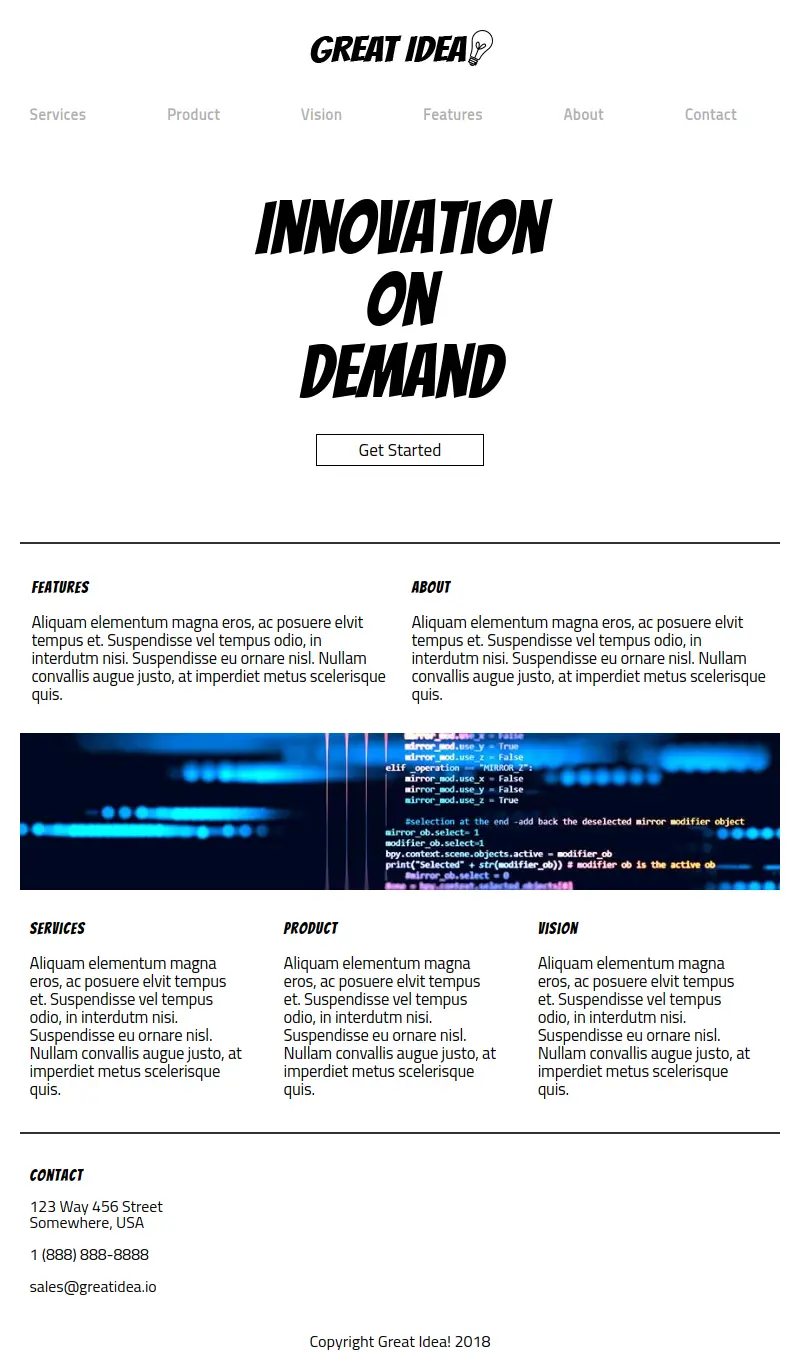 GREAT IDEA
Services Product Vision Features About Contact
INNOVATION
ON
DEMAND
Get Started
FEATURES
Aliquam elementum magna eros, ac posuere elvit
tempus et. Suspendisse vel tempus odio, in
interdutm nisi. Suspendisse eu ornare nisl. Nullam
convallis augue justo, at imperdiet metus scelerisque
quis.
ABOUT
Aliquam elementum magna eros, ac posuere elvit
tempus et. Suspendisse vel tempus odio, in
interdutm nisi. Suspendisse eu ornare nisl. Nullam
convallis augue justo, at imperdiet metus scelerisque
quis.
mirror_mod.use_x = False
mirror_mod.use_y = True
mirror_mod.use_z = False
elif _operation == "MIRROR_Z":
mirror_mod.use_x = False
mirror_mod.use_y = False
mirror_mod.use_z = True
#selection at the end -add back the deselected mirror modifier object
mirror_ob.select= 1
modifier_ob.select=1
bpy.context.scene.objects.active = modifier_ob
print("Selected" + str(modifier_ob)) # modifier ob is the active ob
#mirror_ob.select = 0
= bpy.context.selected_objects[0]
SERVICES
Aliquam elementum magna
eros, ac posuere elvit tempus
et. Suspendisse vel tempus
odio, in interdutm nisi.
Suspendisse eu ornare nisl.
Nullam convallis augue justo, at
imperdiet metus scelerisque
quis.
PRODUCT
Aliquam elementum magna
eros, ac posuere elvit tempus
et. Suspendisse vel tempus
odio, in interdutm nisi.
Suspendisse eu ornare nisl.
Nullam convallis augue justo, at
imperdiet metus scelerisque
quis.
VISION
Aliquam elementum magna
eros, ac posuere elvit tempus
et. Suspendisse vel tempus
odio, in interdutm nisi.
Suspendisse eu ornare nisl.
Nullam convallis augue justo, at
imperdiet metus scelerisque
quis.
CONTACT
123 Way 456 Street
Somewhere, USA
1 (888) 888-8888
sales@greatidea.io
Copyright Great Idea! 2018